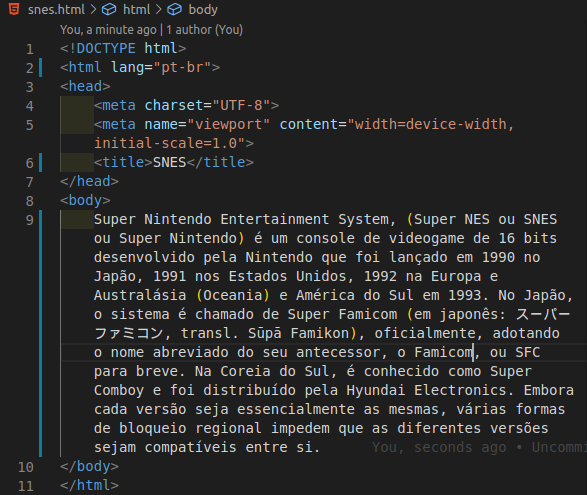 snes.html > html > body
You, a minute ago | 1 author (You)
1 <!DOCTYPE html>
2 <html lang="pt-br">
3 <head>
4 <meta charset="UTF-8">
5 <meta name="viewport" content="width=device-width,
initial-scale=1.0">
6 <title>SNES</title>
7 </head>
8 <body>
9 Super Nintendo Entertainment System, (Super NES ou SNES
ou Super Nintendo) é um console de videogame de 16 bits
desenvolvido pela Nintendo que foi lançado em 1990 no
Japão, 1991 nos Estados Unidos, 1992 na Europa e
Australásia (Oceania) e América do Sul em 1993. No Japão,
o sistema é chamado de Super Famicom (em japonês: スーパー
ファミコン, transl. Sūpā Famikon), oficialmente, adotando
o nome abreviado do seu antecessor, o Famicom, ou SFC
para breve. Na Coreia do Sul, é conhecido como Super
Comboy e foi distribuído pela Hyundai Electronics. Embora
cada versão seja essencialmente as mesmas, várias formas
de bloqueio regional impedem que as diferentes versões
sejam compatíveis entre si. You, seconds ago • Uncommi
10 </body>
11 </html>